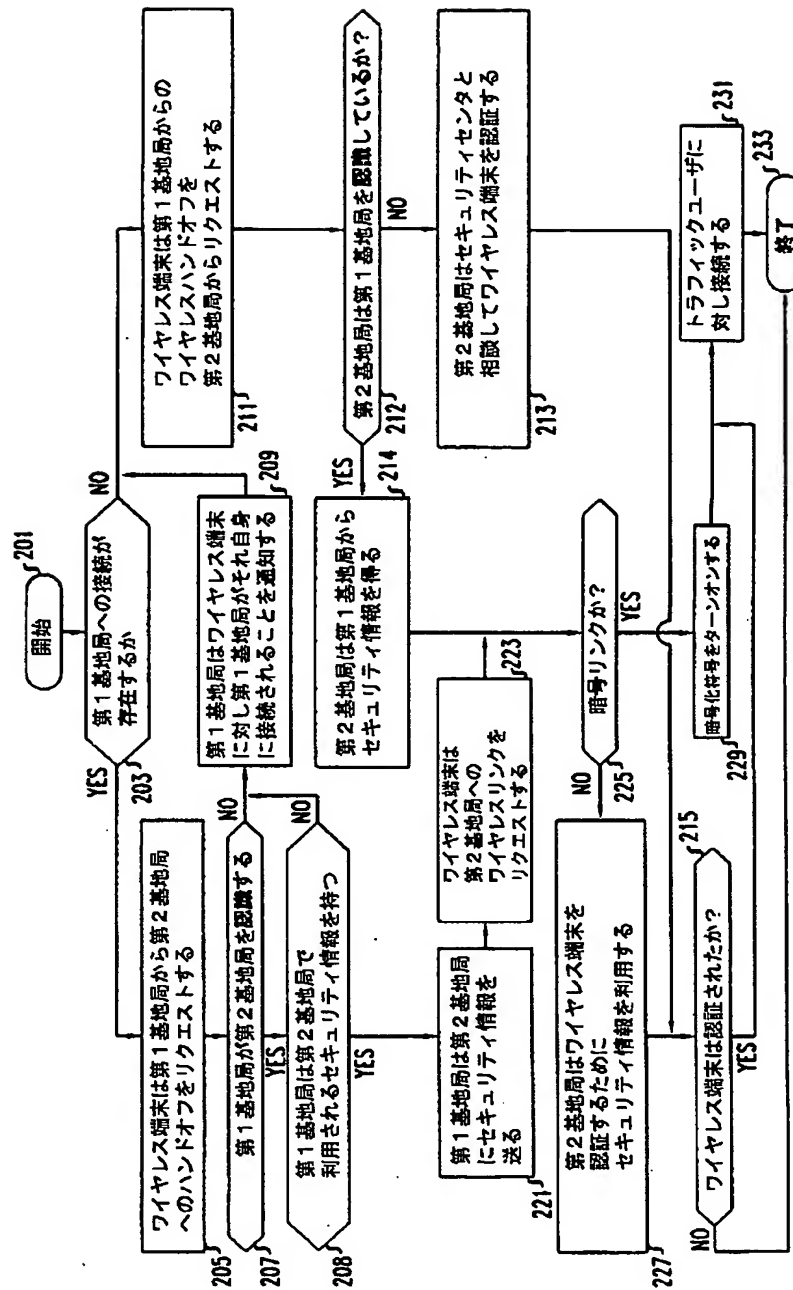 開始
201
第1基地局への接続が
存在するか
203
YES
NO
ワイヤレス端末は第1基地局から第2基地局
へのハンドオフをリクエストする
205
第1基地局が第2基地局を認識する
207
NO
YES
第1基地局は第2基地局で
利用されるセキュリティ情報を持つ
208
NO
YES
第1基地局はワイヤレス端末
に対し第1基地局がそれ自身
に接続されることを通知する
209
ワイヤレス端末は第1基地局からの
ワイヤレスハンドオフを
第2基地局からリクエストする
211
第2基地局は第1基地局を認識しているか?
212
YES
NO
第2基地局は第1基地局から
セキュリティ情報を得る
214
第2基地局はセキュリティセンタと
相談してワイヤレス端末を認証する
213
第1基地局は第2基地局
にセキュリティ情報を
送る
221
ワイヤレス端末は
第2基地局への
ワイヤレスリンクを
リクエストする
223
暗号リンクか?
225
NO
YES
第2基地局はワイヤレス端末を
認証するために
セキュリティ情報を利用する
227
暗号化符号をターンオンする
229
ワイヤレス端末は認証されたか?
215
NO
YES
トラフィックユーザに
対し接続する
231
終了
233